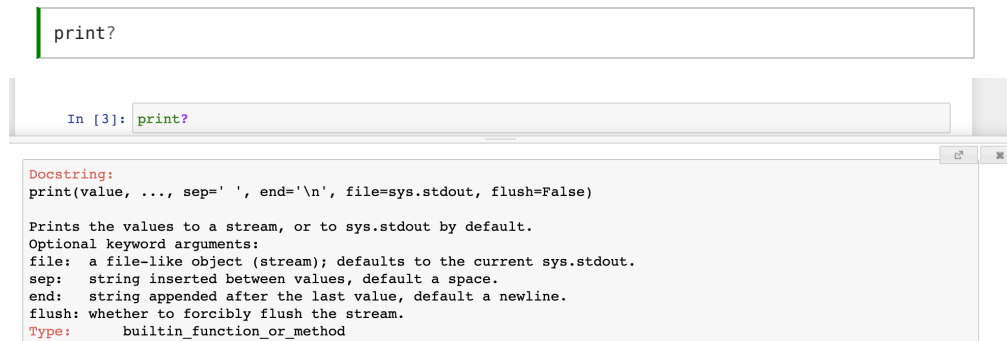 print?
In [3]: print?
Docstring:
print(value, ..., sep=' ', end='\n', file=sys.stdout, flush=False)
Prints the values to a stream, or to sys.stdout by default.
Optional keyword arguments:
file:  a file-like object (stream); defaults to the current sys.stdout.
sep:   string inserted between values, default a space.
end:   string appended after the last value, default a newline.
flush: whether to forcibly flush the stream.
Type:      builtin_function_or_method